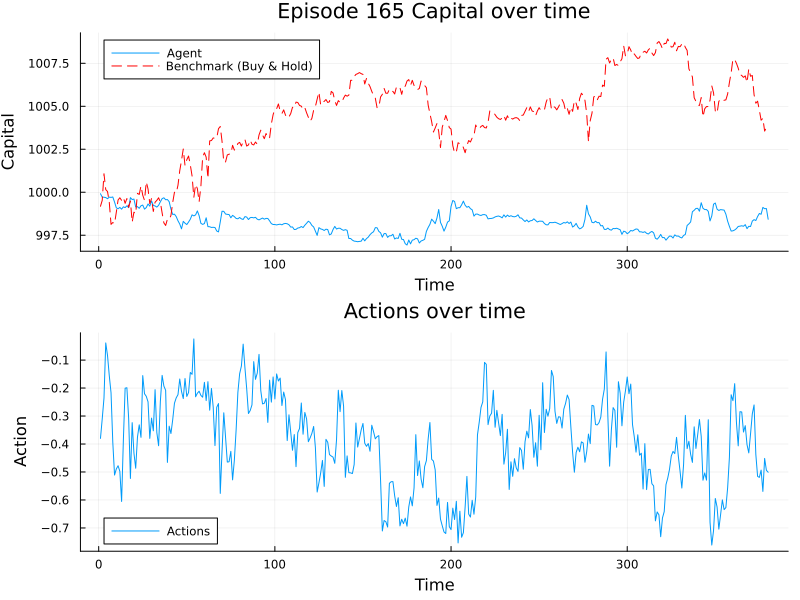 Episode 165 Capital over time
Capital
1007.5
1005.0
1002.5
1000.0
997.5
Agent
Benchmark (Buy & Hold)
0
100
200
300
Time
Actions over time
Action
−0.1
−0.2
−0.3
−0.4
−0.5
−0.6
−0.7
Actions
0
100
200
300
Time